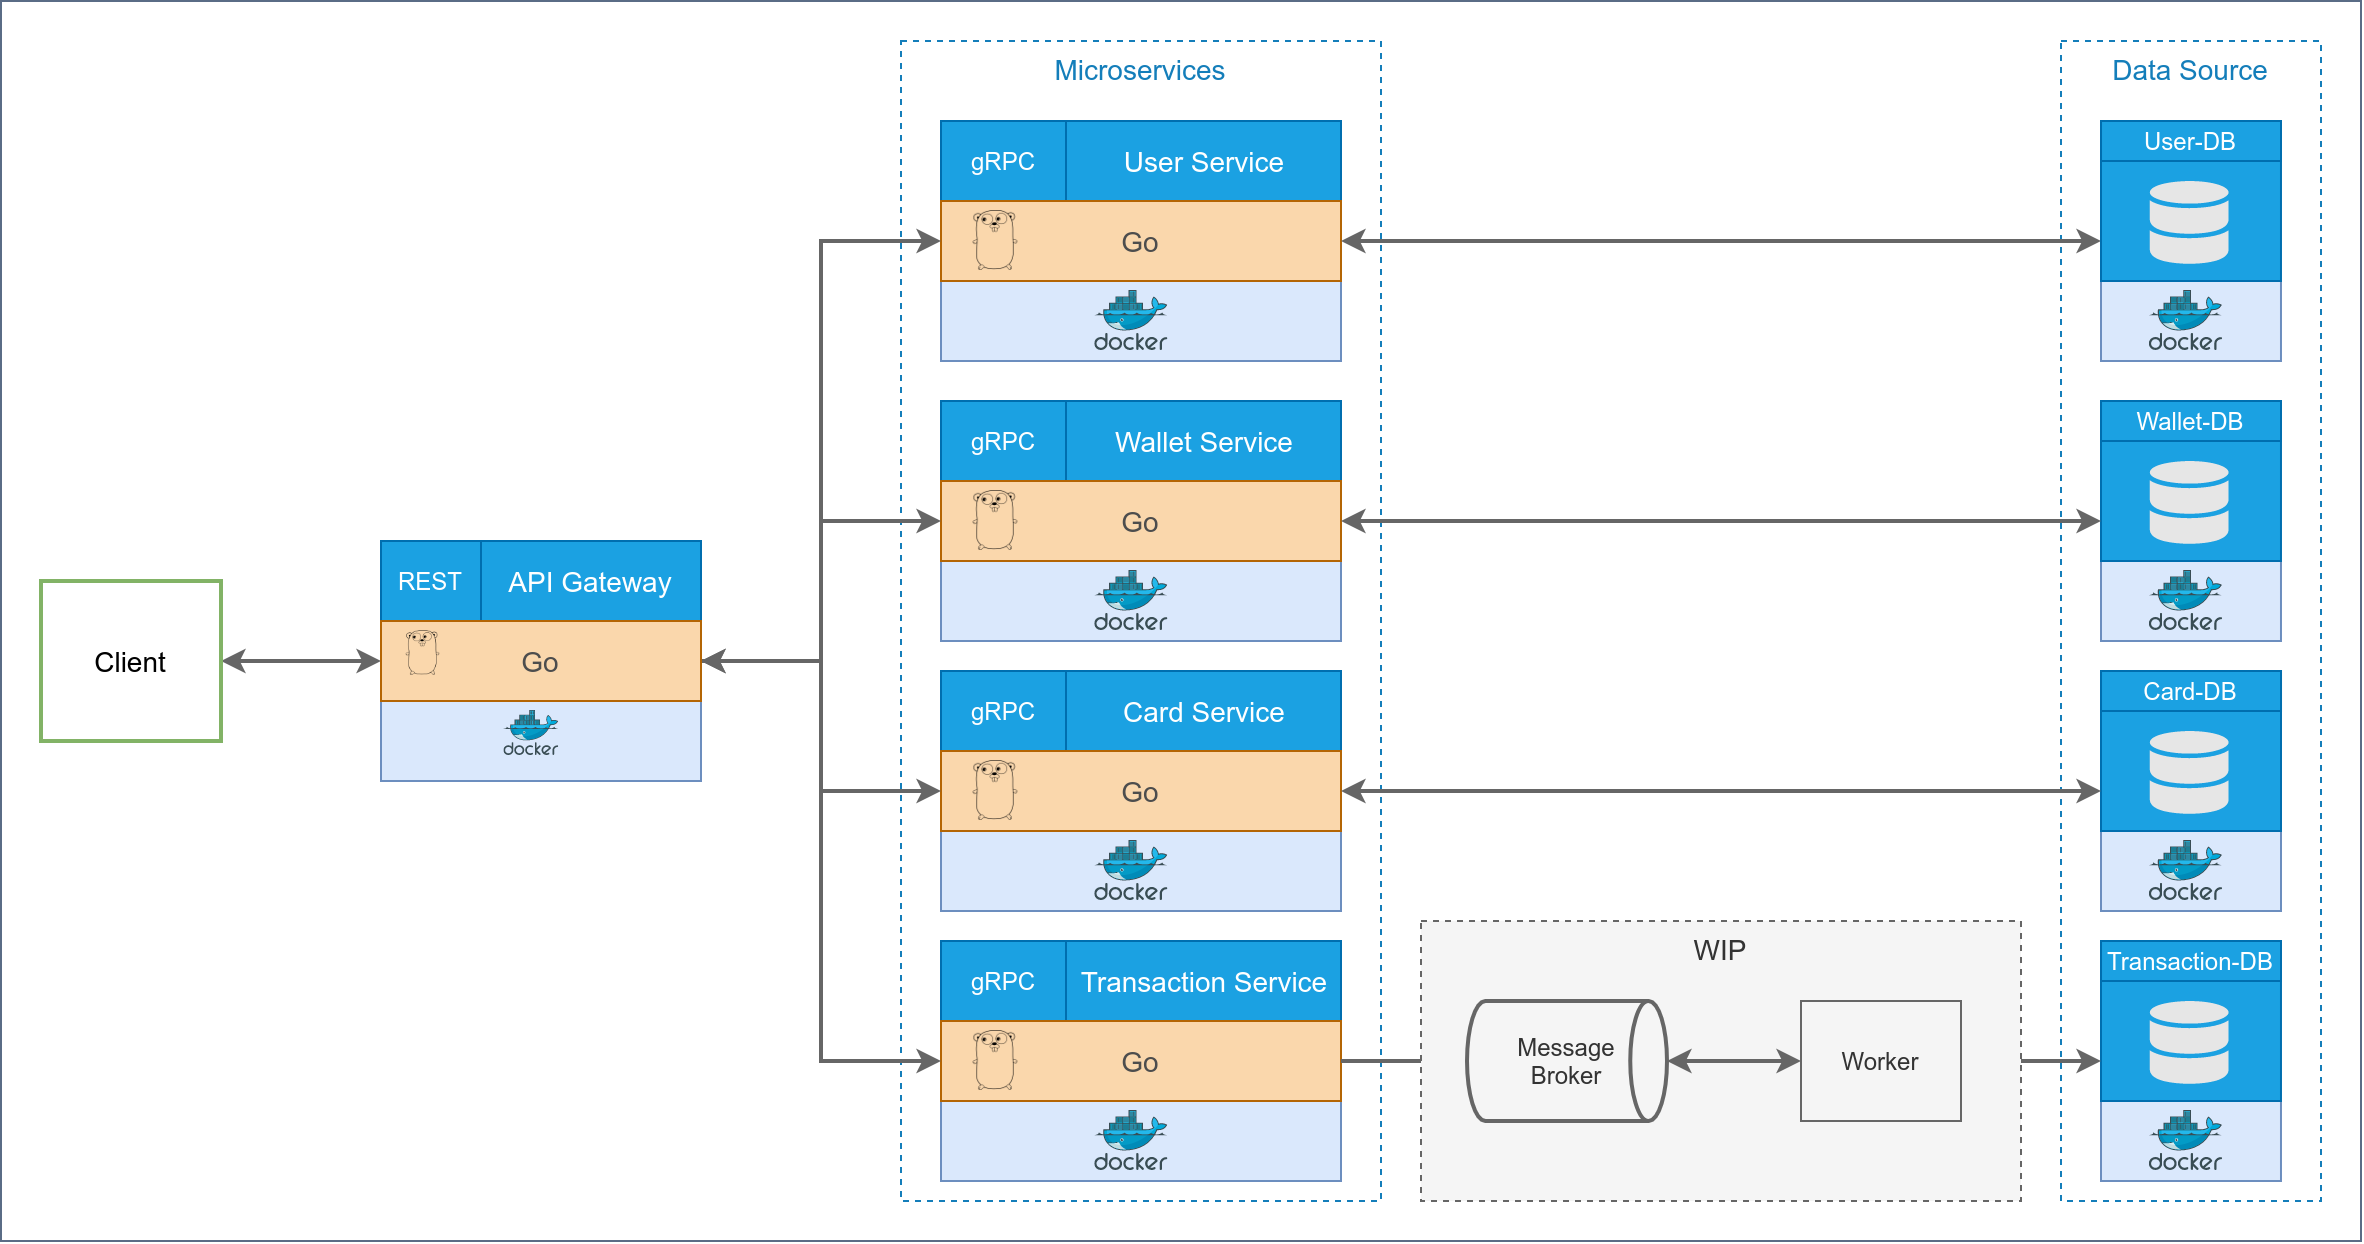 Microservices
Data Source
gRPC
User Service
Go
docker
User-DB
docker
gRPC
Wallet Service
Go
docker
Wallet-DB
docker
Client
REST
API Gateway
Go
docker
gRPC
Card Service
Go
docker
Card-DB
docker
gRPC
Transaction Service
Go
docker
WIP
Message
Broker
Worker
Transaction-DB
docker